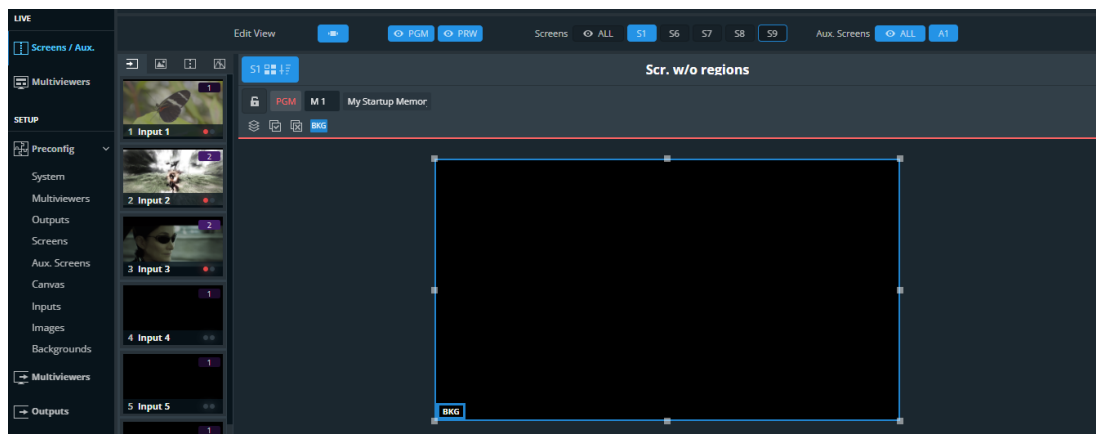 LIVE
Screens / Aux.
Multiviewers
SETUP
Preconfig
System
Multiviewers
Outputs
Screens
Aux. Screens
Canvas
Inputs
Images
Backgrounds
Multiviewers
Outputs
Edit View
PGM
PRW
Screens
ALL
S1
S6
S7
S8
S9
Aux. Screens
ALL
A1
1
1 Input 1
2
2 Input 2
2
3 Input 3
1
4 Input 4
1
5 Input 5
1
S1
Scr. w/o regions
PGM
M 1
My Startup Memor
BKG
BKG